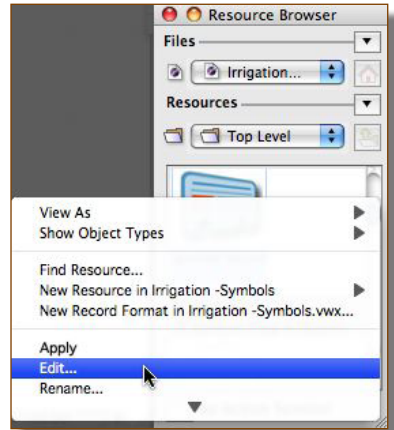 Resource Browser
Files
Irrigation...
Resources
Top Level
View As
Show Object Types
Find Resource...
New Resource in Irrigation -Symbols
New Record Format in Irrigation -Symbols.vwx...
Apply
Edit...
Rename...